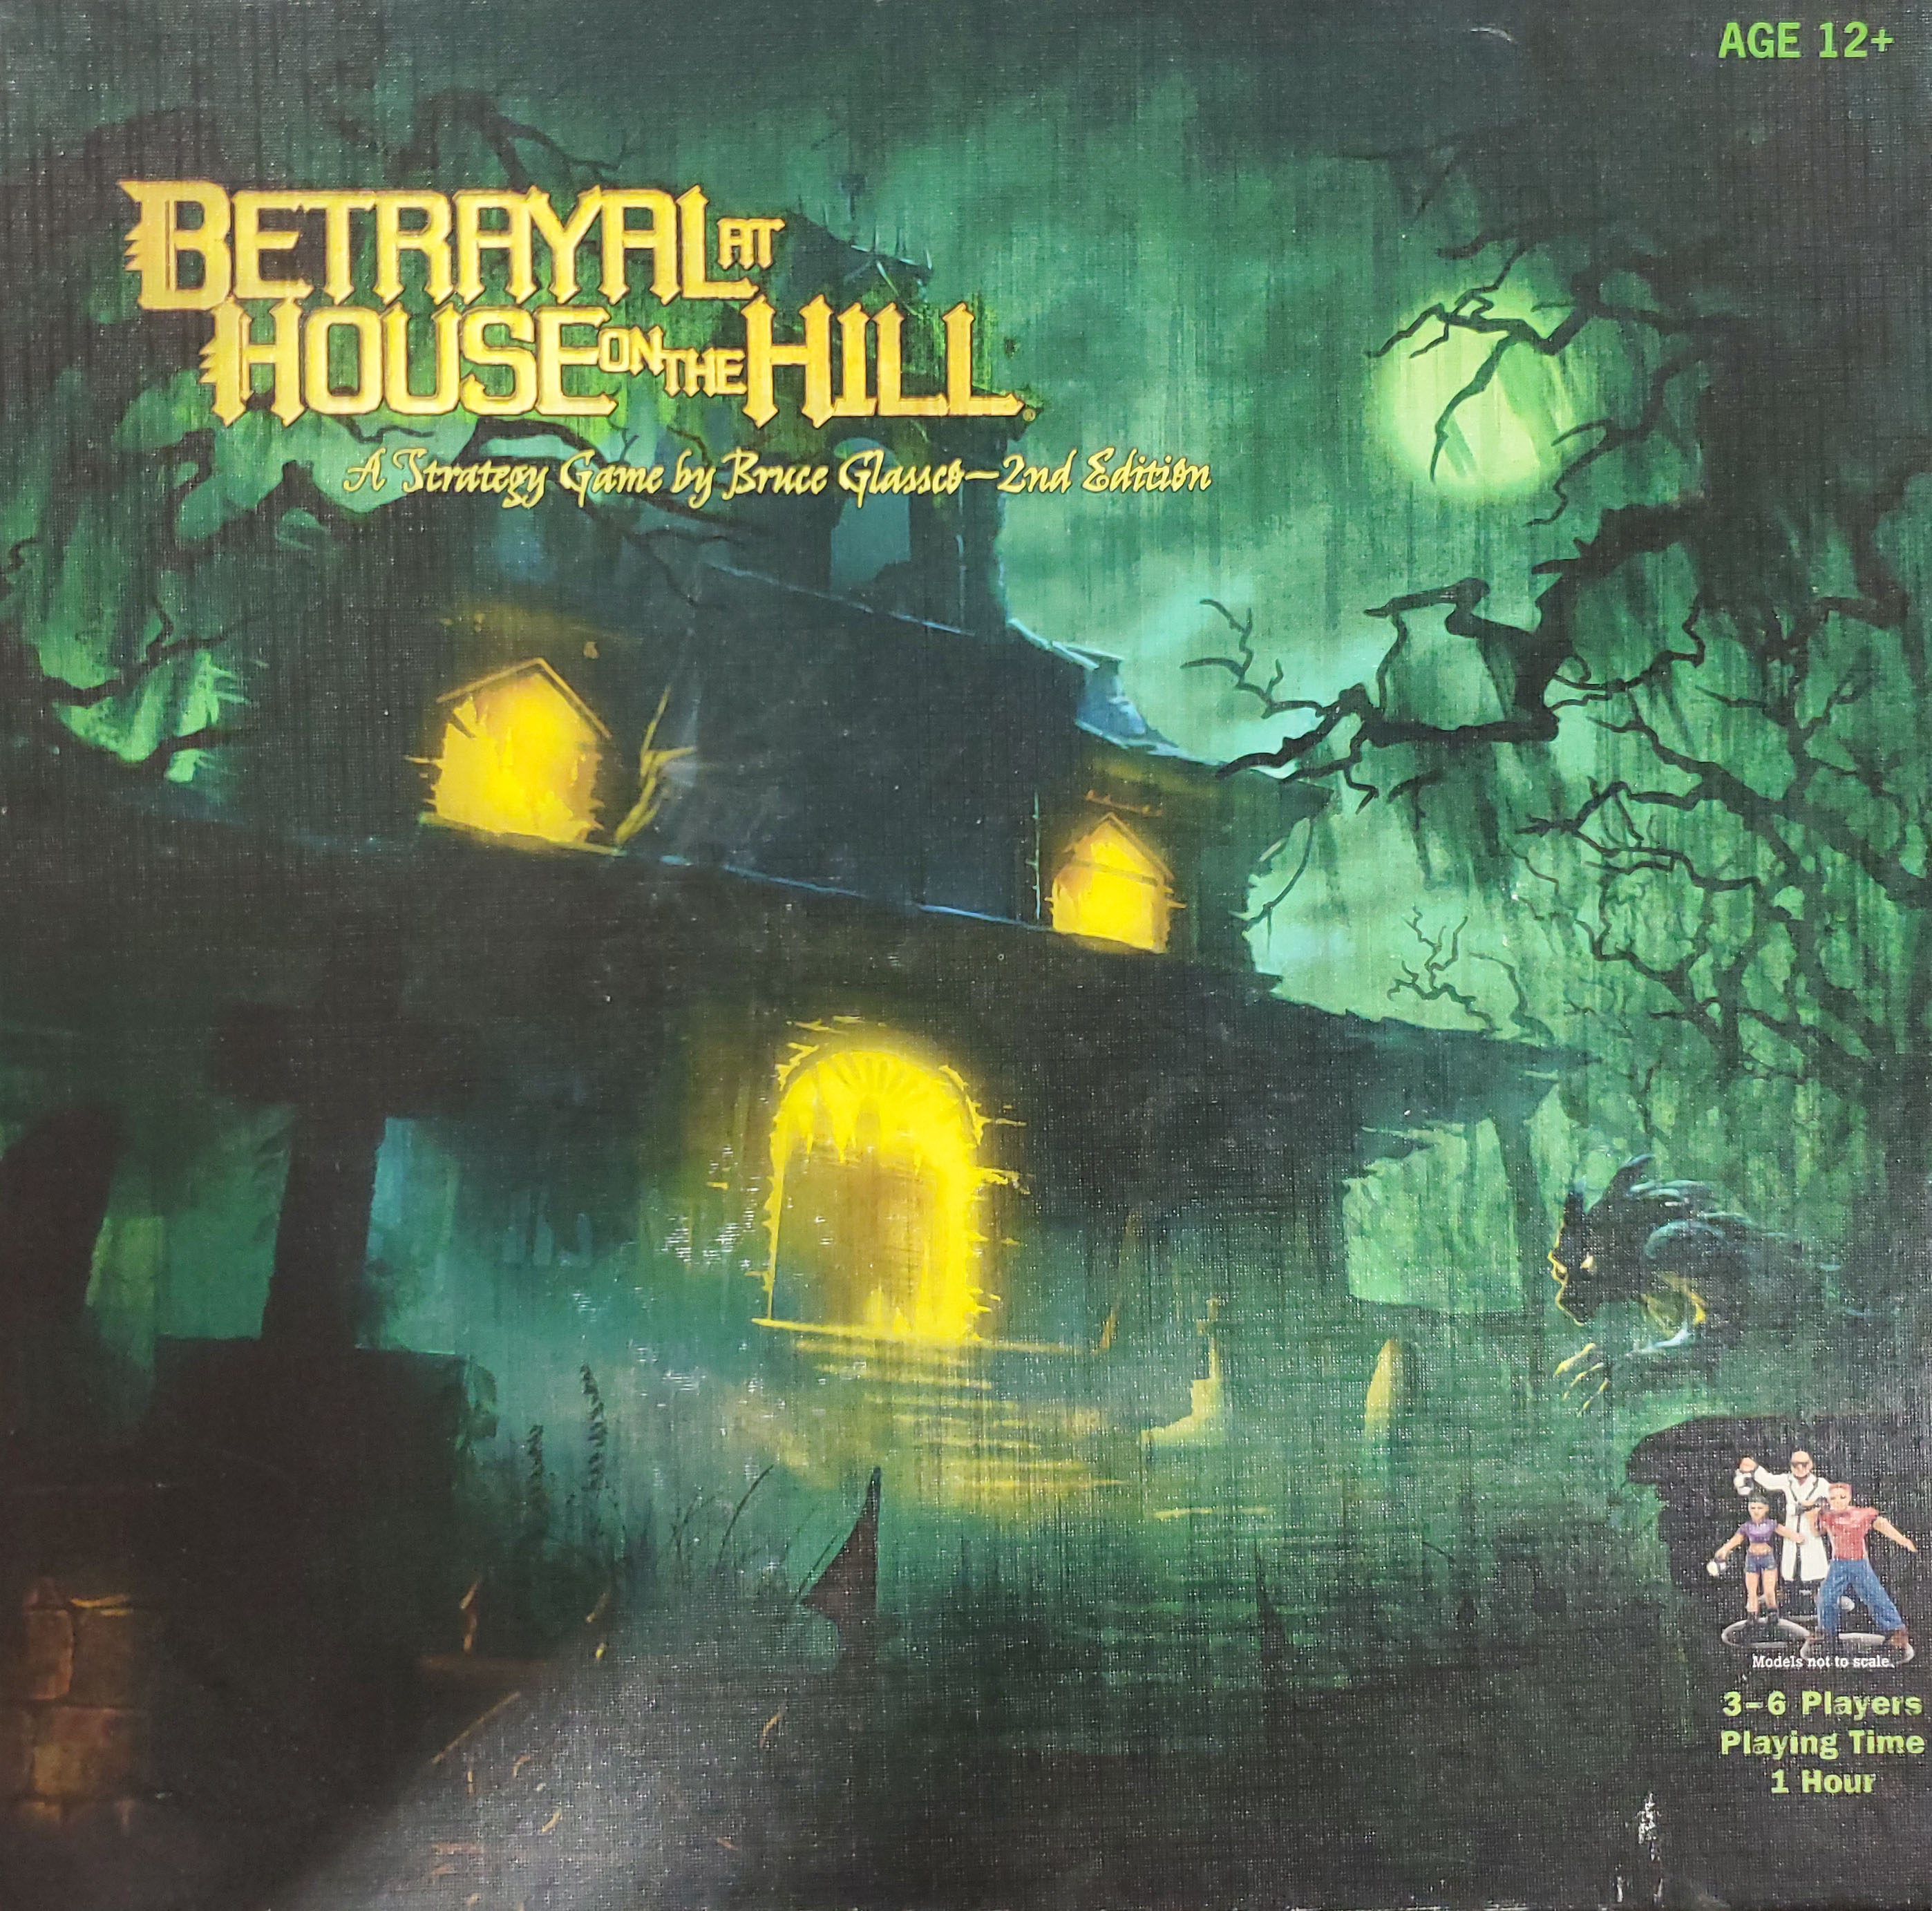 AGE 12+
BETRAYAL AT
HOUSE ON THE HILL®
A Strategy Game by Bruce Glassco—2nd Edition
Models not to scale.
3–6 Players
Playing Time
1 Hour